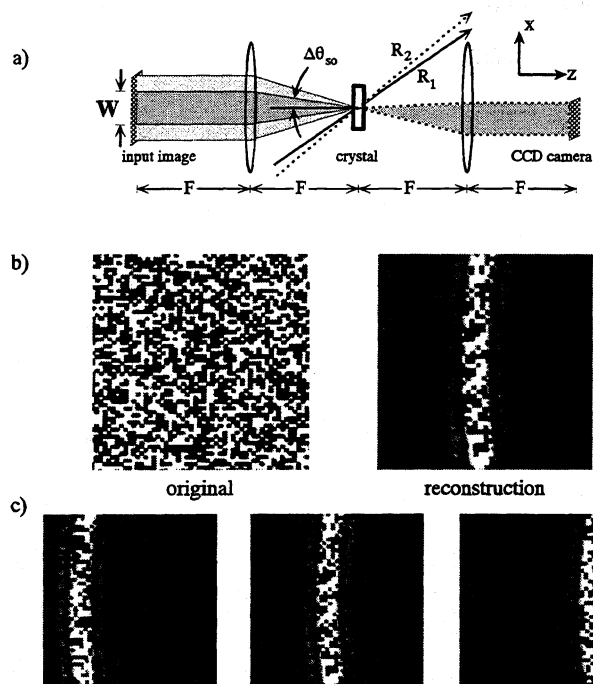 a)
Δθso
R2
R1
X
Z
W
input image
crystal
CCD camera
F F F F
b)
original
reconstruction
c)